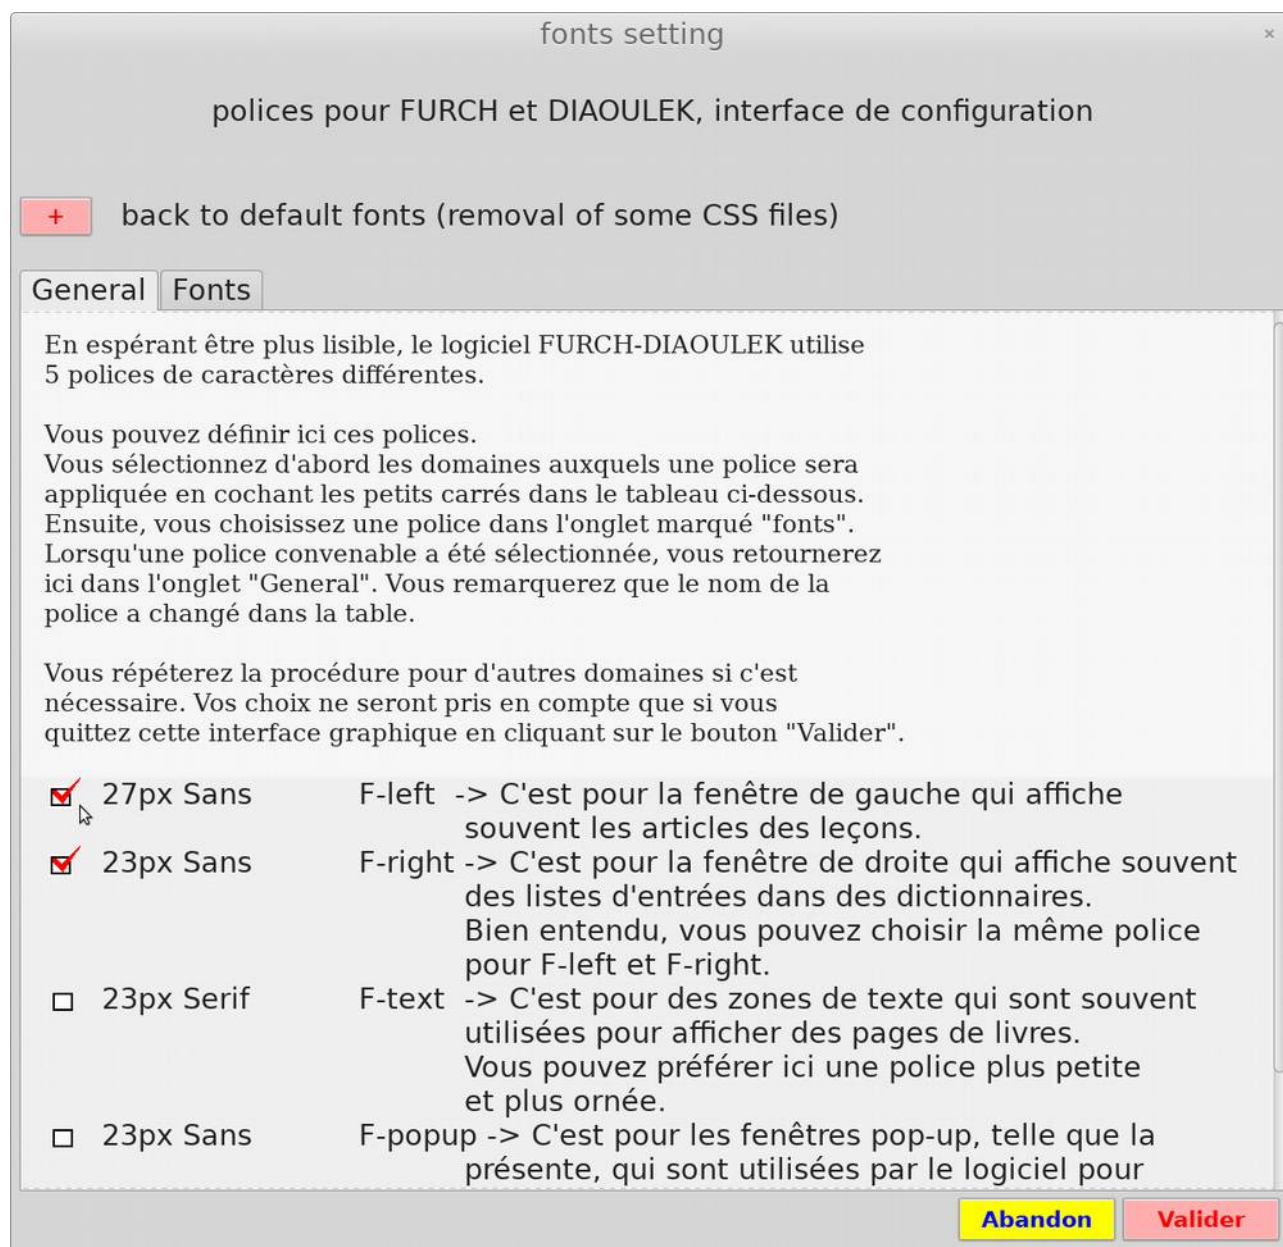 fonts setting
×
polices pour FURCH et DIAOULEK, interface de configuration
+ back to default fonts (removal of some CSS files)
General Fonts
En espérant être plus lisible, le logiciel FURCH-DIAOULEK utilise
5 polices de caractères différentes.
Vous pouvez définir ici ces polices.
Vous sélectionnez d'abord les domaines auxquels une police sera
appliquée en cochant les petits carrés dans le tableau ci-dessous.
Ensuite, vous choisissez une police dans l'onglet marqué "fonts".
Lorsqu'une police convenable a été sélectionnée, vous retournerez
ici dans l'onglet "General". Vous remarquerez que le nom de la
police a changé dans la table.
Vous répéterez la procédure pour d'autres domaines si c'est
nécessaire. Vos choix ne seront pris en compte que si vous
quittez cette interface graphique en cliquant sur le bouton "Valider".
27px Sans F-left -> C'est pour la fenêtre de gauche qui affiche
souvent les articles des leçons.
23px Sans F-right -> C'est pour la fenêtre de droite qui affiche souvent
des listes d'entrées dans des dictionnaires.
Bien entendu, vous pouvez choisir la même police
pour F-left et F-right.
23px Serif F-text -> C'est pour des zones de texte qui sont souvent
utilisées pour afficher des pages de livres.
Vous pouvez préférer ici une police plus petite
et plus ornée.
23px Sans F-popup -> C'est pour les fenêtres pop-up, telle que la
présente, qui sont utilisées par le logiciel pour
Abandon Valider